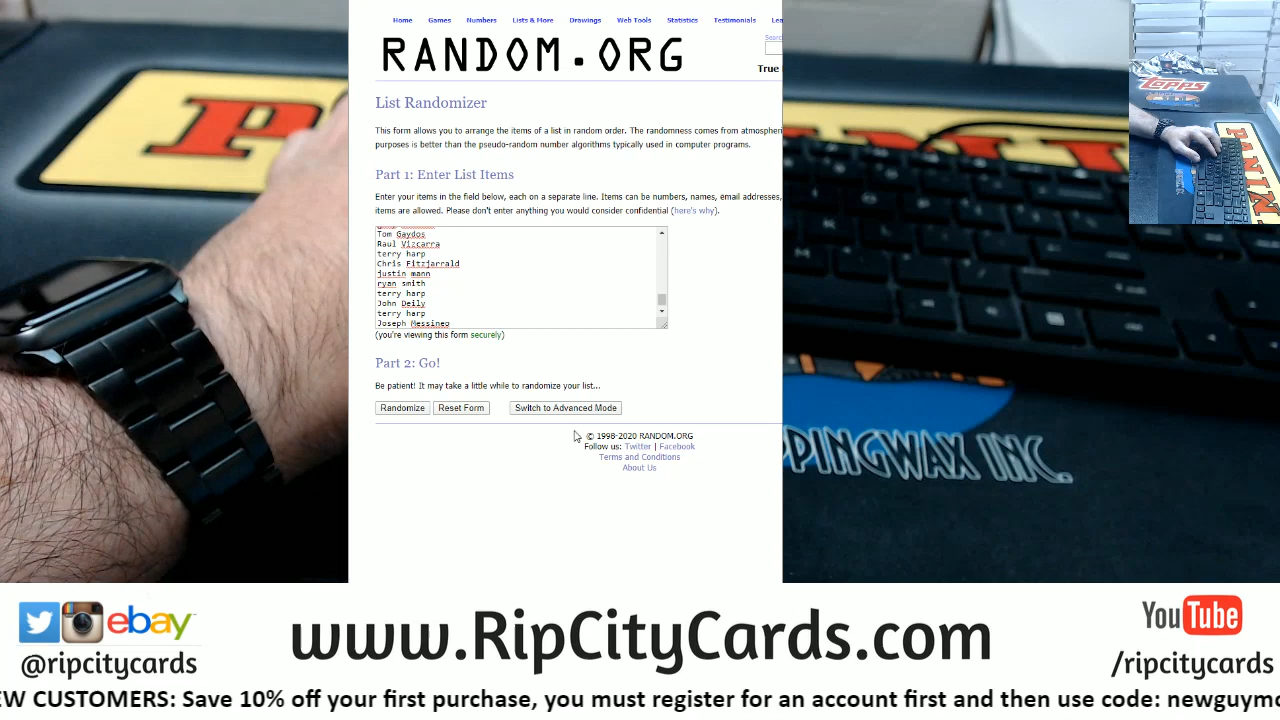 Home Games Numbers Lists & More Drawings Web Tools Statistics Testimonials Lea
RANDOM.ORG
Search
True
List Randomizer
This form allows you to arrange the items of a list in random order. The randomness comes from atmospher
purposes is better than the pseudo-random number algorithms typically used in computer programs.
Part 1: Enter List Items
Enter your items in the field below, each on a separate line. Items can be numbers, names, email addresses,
items are allowed. Please don't enter anything you would consider confidential (here's why).
Tom Gaydos
Raul Vizcarra
terry harp
Chris Fitzjarrald
justin mann
ryan smith
terry harp
John Deily
terry harp
Joseph Messineo
(you're viewing this form securely)
Part 2: Go!
Be patient! It may take a little while to randomize your list...
Randomize Reset Form Switch to Advanced Mode
© 1998-2020 RANDOM.ORG
Follow us: Twitter | Facebook
Terms and Conditions
About Us
topps
PANIN
PPINGWAX INC.
ebay
@ripcitycards
www.RipCityCards.com
YouTube
/ripcitycards
EW CUSTOMERS: Save 10% off your first purchase, you must register for an account first and then use code: newguymo